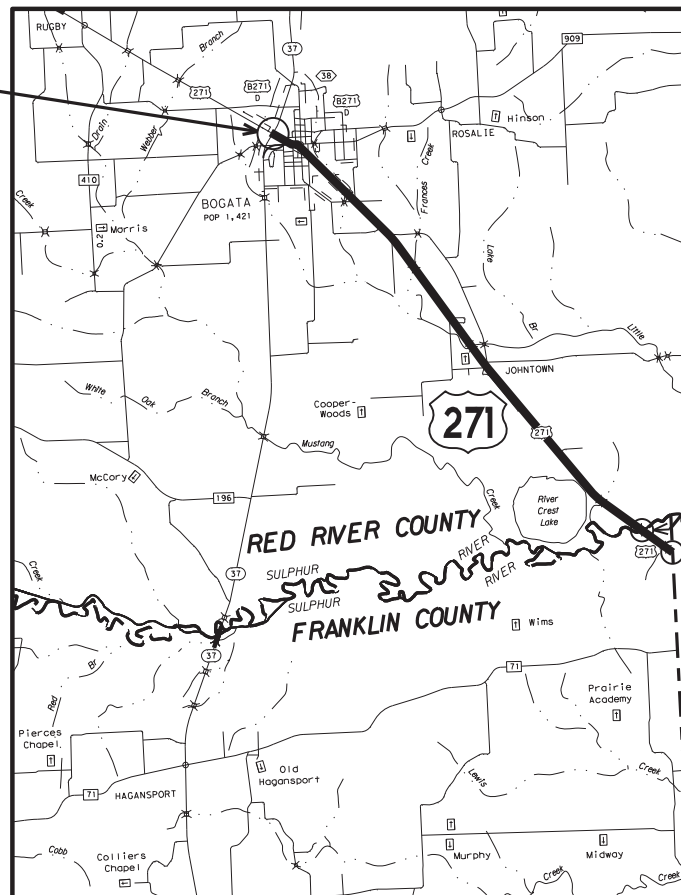 RUGBY
Branch
37
909
271
B271
D
38
B271
D
Hinson
ROSALIE
Drain
Webber
Creek
Frances
410
BOGATA
POP 1,421
Creek
0.2
Morris
Lake
Br
Little
JOHNTOWN
White
Oak
Branch
Cooper-
Woods
271
271
Mustang
McCory
Creek
River
Crest
Lake
196
RED RIVER COUNTY
RIVER
271
Creek
37
SULPHUR
RIVER
SULPHUR
FRANKLIN COUNTY
Wims
37
71
Br
Red
Prairie
Academy
Pierces
Chapel
Old
Hagansport
Lewis
Creek
71
HAGANSPORT
Cobb
Murphy
Midway
Colliers
Chapel
Creek
Creek